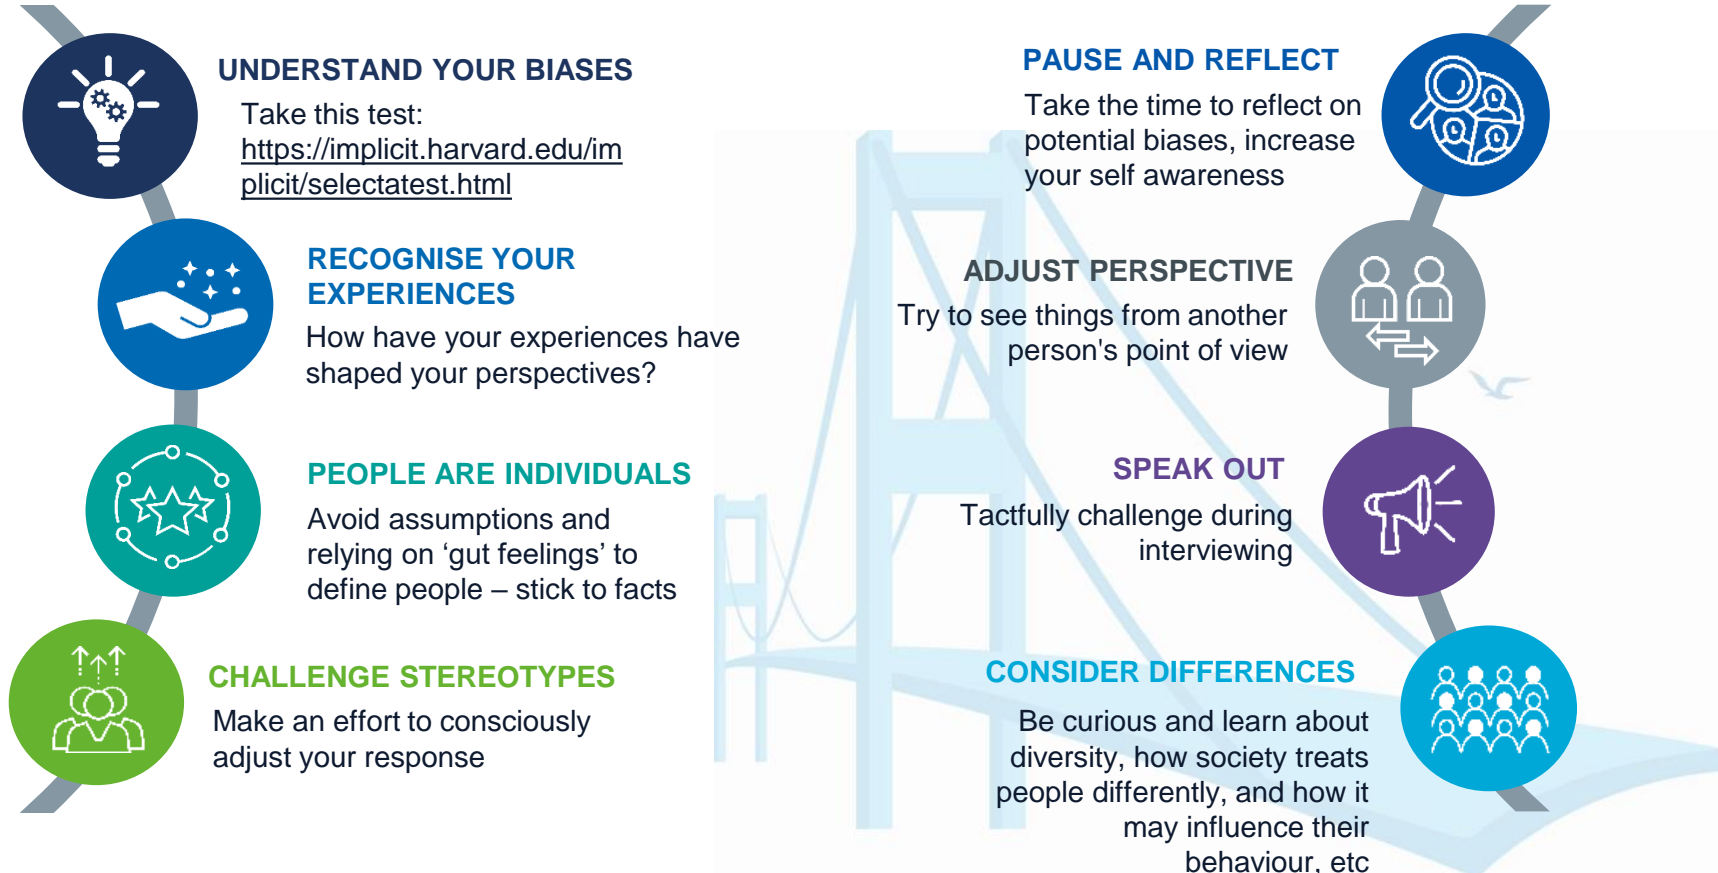 UNDERSTAND YOUR BIASES
Take this test:
https://implicit.harvard.edu/im
plicit/selectatest.html
RECOGNISE YOUR
EXPERIENCES
How have your experiences have
shaped your perspectives?
PEOPLE ARE INDIVIDUALS
Avoid assumptions and
relying on ‘gut feelings’ to
define people – stick to facts
CHALLENGE STEREOTYPES
Make an effort to consciously
adjust your response
PAUSE AND REFLECT
Take the time to reflect on
potential biases, increase
your self awareness
ADJUST PERSPECTIVE
Try to see things from another
person's point of view
SPEAK OUT
Tactfully challenge during
interviewing
CONSIDER DIFFERENCES
Be curious and learn about
diversity, how society treats
people differently, and how it
may influence their
behaviour, etc